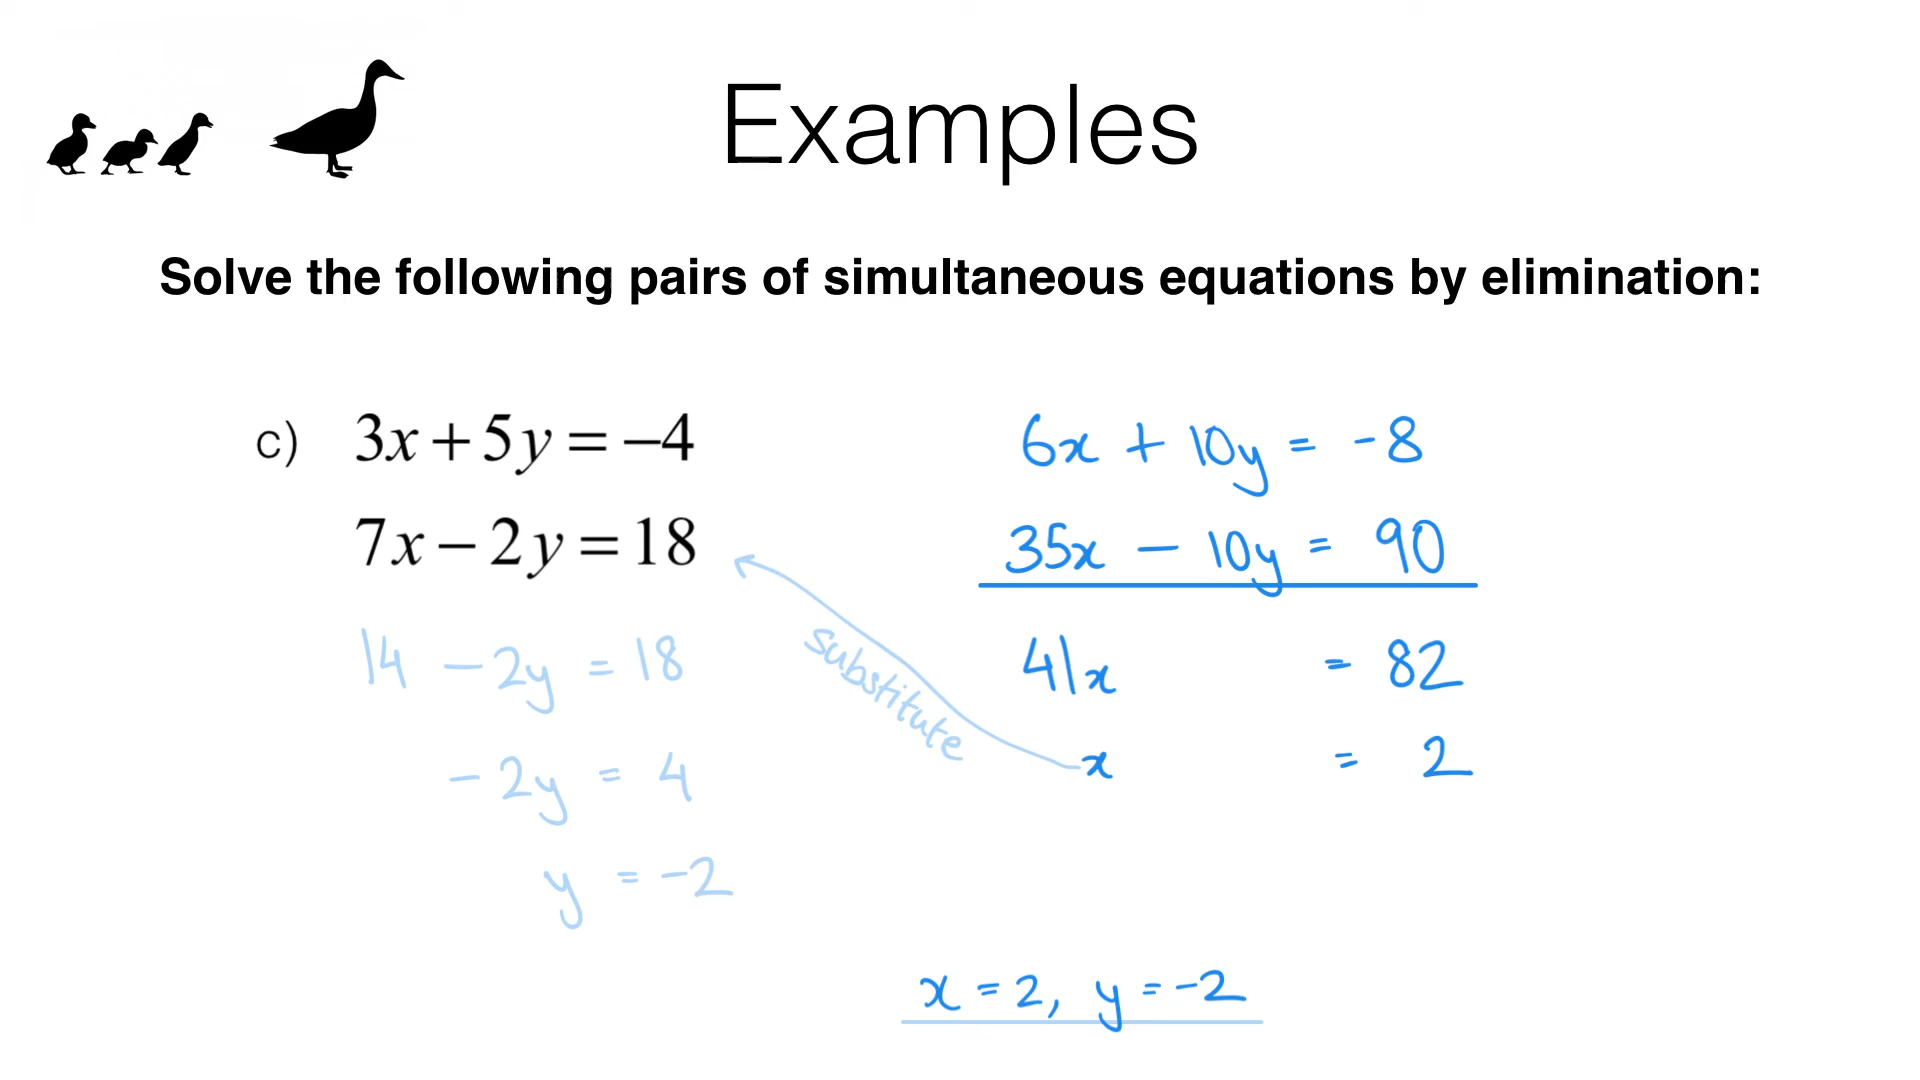 Examples
Solve the following pairs of simultaneous equations by elimination:
c) 3x + 5y = −4
7x − 2y = 18
14 − 2y = 18
− 2y = 4
y = −2
substitute
6x + 10y = -8
35x − 10y = 90
41x = 82
x = 2
x = 2, y = -2